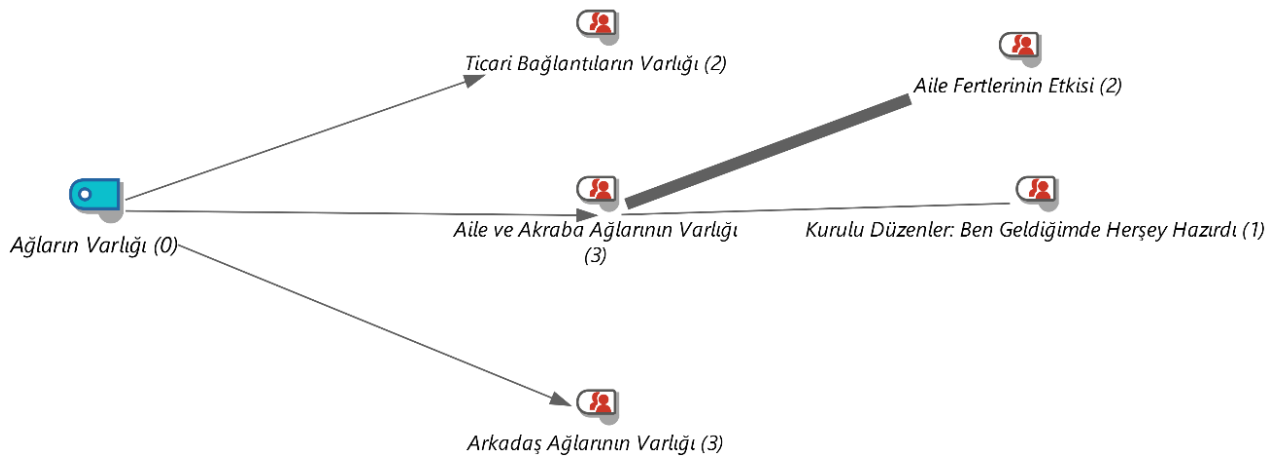 Ticari Bağlantıların Varlığı (2)
Aile Fertlerinin Etkisi (2)
Ağların Varlığı (0)
Aile ve Akraba Ağlarının Varlığı
(3)
Kurulu Düzenler: Ben Geldiğimde Herşey Hazırdı (1)
Arkadaş Ağlarının Varlığı (3)